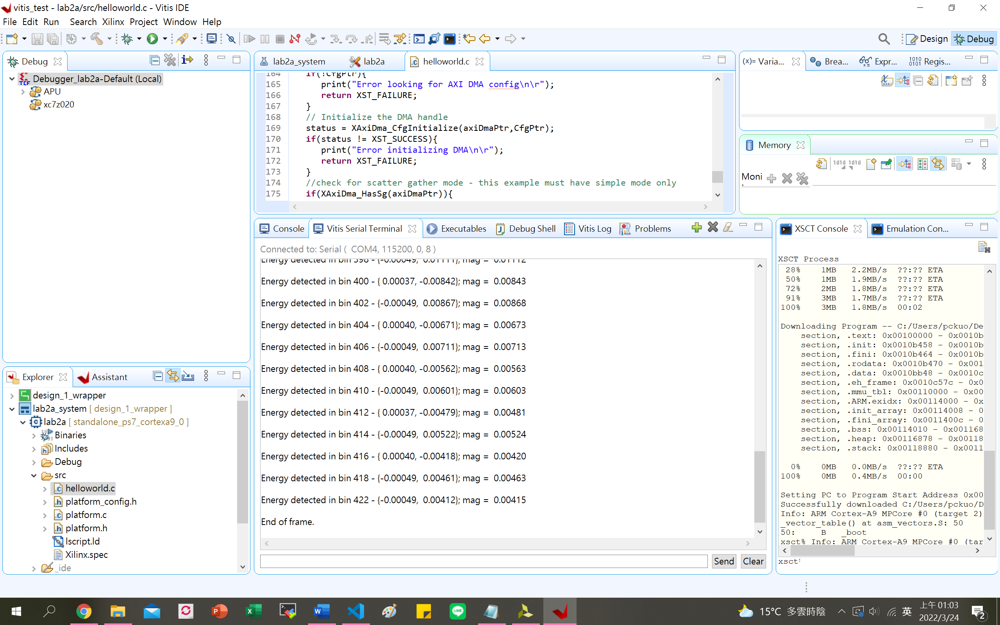 vitis_test - lab2a/src/helloworld.c - Vitis IDE
File Edit Run Search Xilinx Project Window Help
Design Debug
Debug
Debugger_lab2a-Default (Local)
APU
xc7z020
lab2a_system lab2a helloworld.c
164 if(!CfgPtr){
165 print("Error looking for AXI DMA config\n\r");
166 return XST_FAILURE;
167 }
168 // Initialize the DMA handle
169 status = XAxiDma_CfgInitialize(axiDmaPtr,CfgPtr);
170 if(status != XST_SUCCESS){
171 print("Error initializing DMA\n\r");
172 return XST_FAILURE;
173 }
174 //check for scatter gather mode - this example must have simple mode only
175 if(XAxiDma_HasSg(axiDmaPtr)){
(x)= Varia... Brea... Expr... Regis...
Memory
Moni
Explorer Assistant
design_1_wrapper
lab2a_system [ design_1_wrapper ]
lab2a [ standalone_ps7_cortexa9_0 ]
Binaries
Includes
Debug
src
helloworld.c
platform_config.h
platform.c
platform.h
lscript.ld
Xilinx.spec
_ide
Console Vitis Serial Terminal Executables Debug Shell Vitis Log Problems
Connected to: Serial ( COM4, 115200, 0, 8 )
Energy detected in bin 398 - {-0.00049, 0.01111}; mag = 0.01112
Energy detected in bin 400 - { 0.00037, -0.00842}; mag = 0.00843
Energy detected in bin 402 - {-0.00049, 0.00867}; mag = 0.00868
Energy detected in bin 404 - { 0.00040, -0.00671}; mag = 0.00673
Energy detected in bin 406 - {-0.00049, 0.00711}; mag = 0.00713
Energy detected in bin 408 - { 0.00040, -0.00562}; mag = 0.00563
Energy detected in bin 410 - {-0.00049, 0.00601}; mag = 0.00603
Energy detected in bin 412 - { 0.00037, -0.00479}; mag = 0.00481
Energy detected in bin 414 - {-0.00049, 0.00522}; mag = 0.00524
Energy detected in bin 416 - { 0.00040, -0.00418}; mag = 0.00420
Energy detected in bin 418 - {-0.00049, 0.00461}; mag = 0.00463
Energy detected in bin 422 - {-0.00049, 0.00412}; mag = 0.00415
End of frame.
Send Clear
XSCT Console Emulation Con...
XSCT Process
28% 1MB 2.2MB/s ??:?? ETA
50% 1MB 1.9MB/s ??:?? ETA
72% 2MB 1.8MB/s ??:?? ETA
91% 3MB 1.7MB/s ??:?? ETA
100% 3MB 1.8MB/s 00:02
Downloading Program -- C:/Users/pckuo/De
section, .text: 0x00100000 - 0x0010b
section, .init: 0x0010b458 - 0x0010b
section, .fini: 0x0010b464 - 0x0010b
section, .rodata: 0x0010b470 - 0x001
section, .data: 0x0010bb48 - 0x0010c
section, .eh_frame: 0x0010c57c - 0x0
section, .mmu_tbl: 0x00110000 - 0x00
section, .ARM.exidx: 0x00114000 - 0x
section, .init_array: 0x00114008 - 0
section, .fini_array: 0x0011400c - 0
section, .bss: 0x00114010 - 0x001168
section, .heap: 0x00116878 - 0x00118
section, .stack: 0x00118880 - 0x0011
0% 0MB 0.0MB/s ??:?? ETA
100% 0MB 0.4MB/s 00:00
Setting PC to Program Start Address 0x00
Successfully downloaded C:/Users/pckuo/D
Info: ARM Cortex-A9 MPCore #0 (target 2)
_vector_table() at asm_vectors.S: 50
50: B _boot
xsct% Info: ARM Cortex-A9 MPCore #0 (tar
xsct%
15°C 多雲時陰
英
上午 01:03
2022/3/24
2